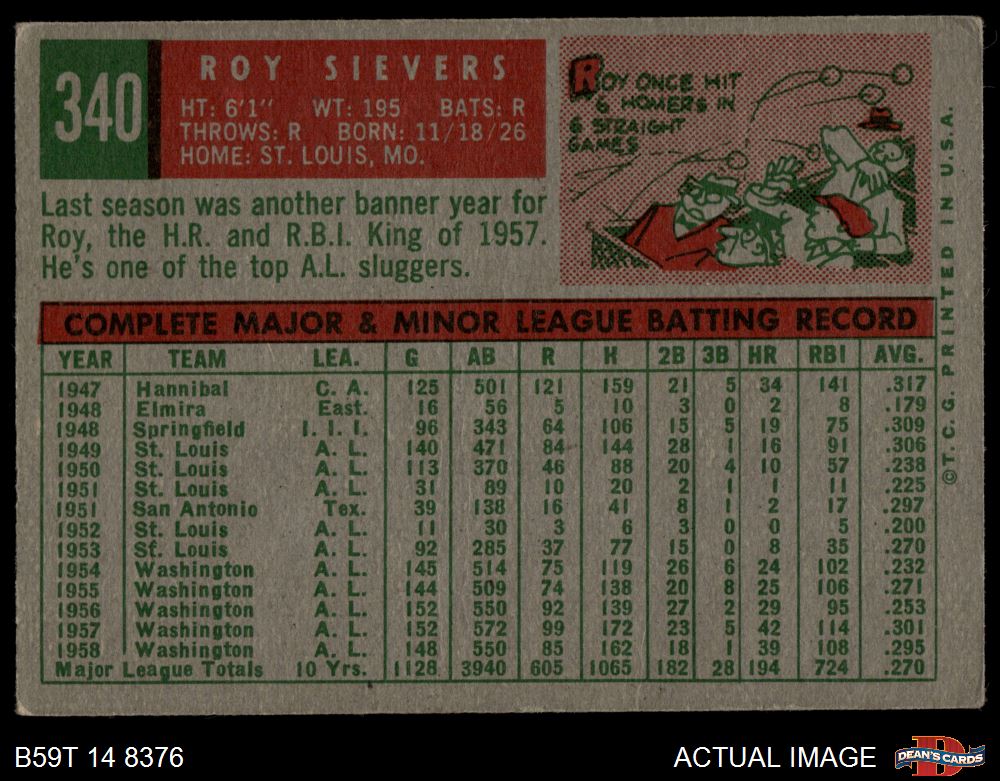 340
ROY SIEVERS
HT: 6'1" WT: 195 BATS: R
THROWS: R BORN: 11/18/26
HOME: ST. LOUIS, MO.
ROY ONCE HIT
6 HOMERS IN
6 STRAIGHT
GAMES
Last season was another banner year for
Roy, the H.R. and R.B.I. King of 1957.
He's one of the top A.L. sluggers.
COMPLETE MAJOR & MINOR LEAGUE BATTING RECORD
YEAR TEAM LEA. G AB R H 2B 3B HR RBI AVG.
1947 Hannibal C. A. 125 501 121 159 21 5 34 141 .317
1948 Elmira East. 16 56 5 10 3 0 2 8 .179
1948 Springfield I. I. I. 96 343 64 106 15 5 19 75 .309
1949 St. Louis A. L. 140 471 84 144 28 1 16 91 .306
1950 St. Louis A. L. 113 370 46 88 20 4 10 57 .238
1951 St. Louis A. L. 31 89 10 20 2 1 1 11 .225
1951 San Antonio Tex. 39 138 16 41 8 1 2 17 .297
1952 St. Louis A. L. 11 30 3 6 3 0 0 5 .200
1953 St. Louis A. L. 92 285 37 77 15 0 8 35 .270
1954 Washington A. L. 145 514 75 119 26 6 24 102 .232
1955 Washington A. L. 144 509 74 138 20 8 25 106 .271
1956 Washington A. L. 152 550 92 139 27 2 29 95 .253
1957 Washington A. L. 152 572 99 172 23 5 42 114 .301
1958 Washington A. L. 148 550 85 162 18 1 39 108 .295
Major League Totals 10 Yrs. 1128 3940 605 1065 182 28 194 724 .270
©T.C.G. PRINTED IN U.S.A.
B59T 14 8376
ACTUAL IMAGE
DEAN'S CARDS